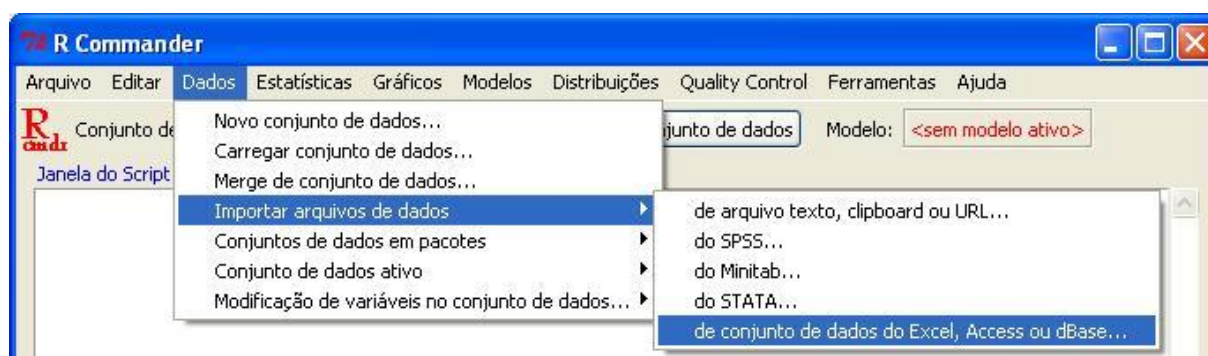 R Commander
Arquivo Editar Dados Estatísticas Gráficos Modelos Distribuições Quality Control Ferramentas Ajuda
R cmdr Conjunto de junto de dados Modelo: <sem modelo ativo>
Janela do Script
Novo conjunto de dados...
Carregar conjunto de dados...
Merge de conjunto de dados...
Importar arquivos de dados
Conjuntos de dados em pacotes
Conjunto de dados ativo
Modificação de variáveis no conjunto de dados...
de arquivo texto, clipboard ou URL...
do SPSS...
do Minitab...
do STATA...
de conjunto de dados do Excel, Access ou dBase...